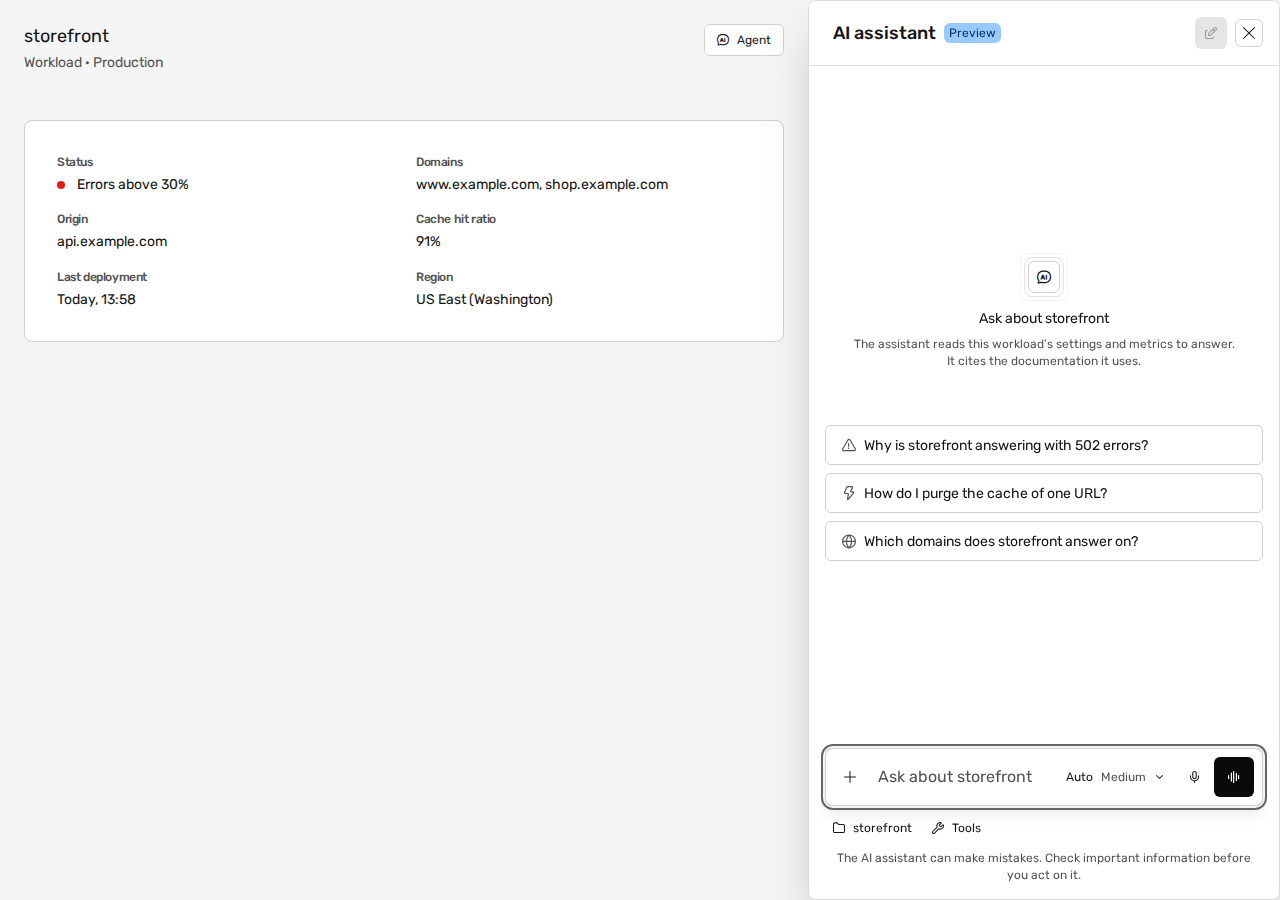 storefront
Workload • Production
Agent
Status
Errors above 30%
Domains
www.example.com, shop.example.com
Origin
api.example.com
Cache hit ratio
91%
Last deployment
Today, 13:58
Region
US East (Washington)
AI assistant
Preview
AI
Ask about storefront
The assistant reads this workload’s settings and metrics to answer.
It cites the documentation it uses.
Why is storefront answering with 502 errors?
How do I purge the cache of one URL?
Which domains does storefront answer on?
Ask about storefront
Auto Medium
storefront
Tools
The AI assistant can make mistakes. Check important information before
you act on it.